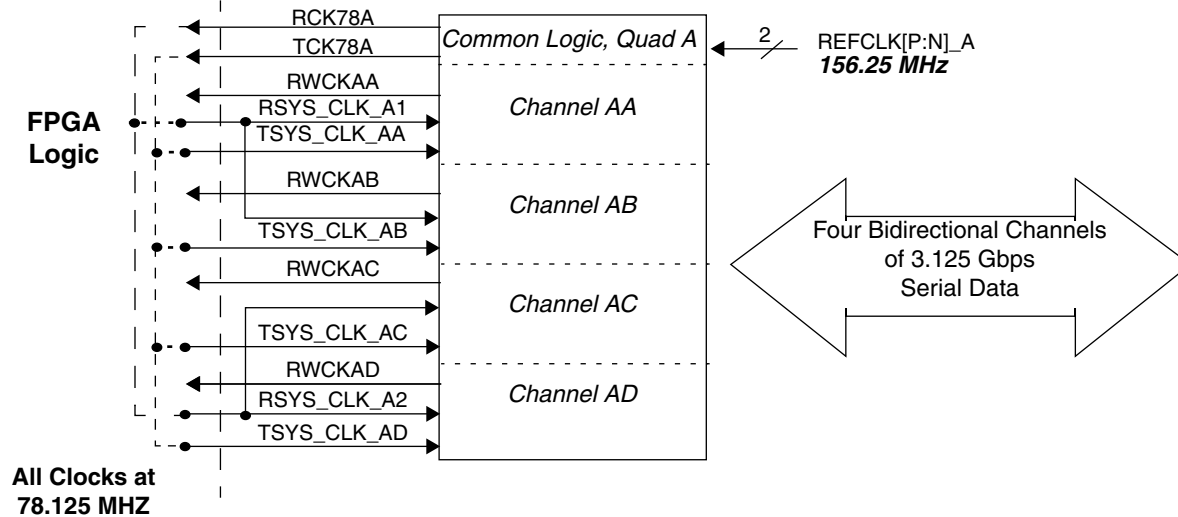 RCK78A
TCK78A
Common Logic, Quad A
2
REFCLK[P:N]_A
156.25 MHz
RWCKAA
RSYS_CLK_A1
TSYS_CLK_AA
Channel AA
FPGA
Logic
RWCKAB
TSYS_CLK_AB
Channel AB
RWCKAC
TSYS_CLK_AC
Channel AC
RWCKAD
RSYS_CLK_A2
TSYS_CLK_AD
Channel AD
Four Bidirectional Channels
of 3.125 Gbps
Serial Data
All Clocks at
78.125 MHZ